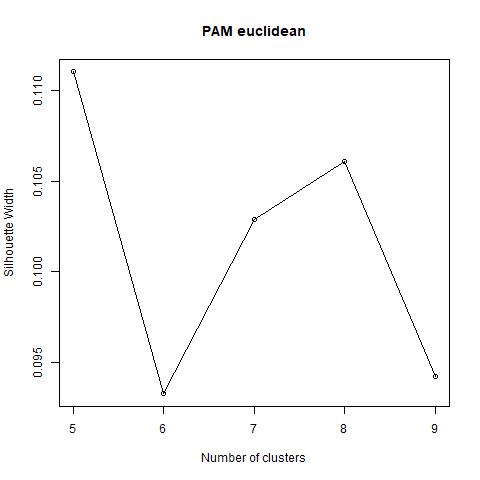 PAM euclidean
Silhouette Width
0.110
0.105
0.100
0.095
5 6 7 8 9
Number of clusters